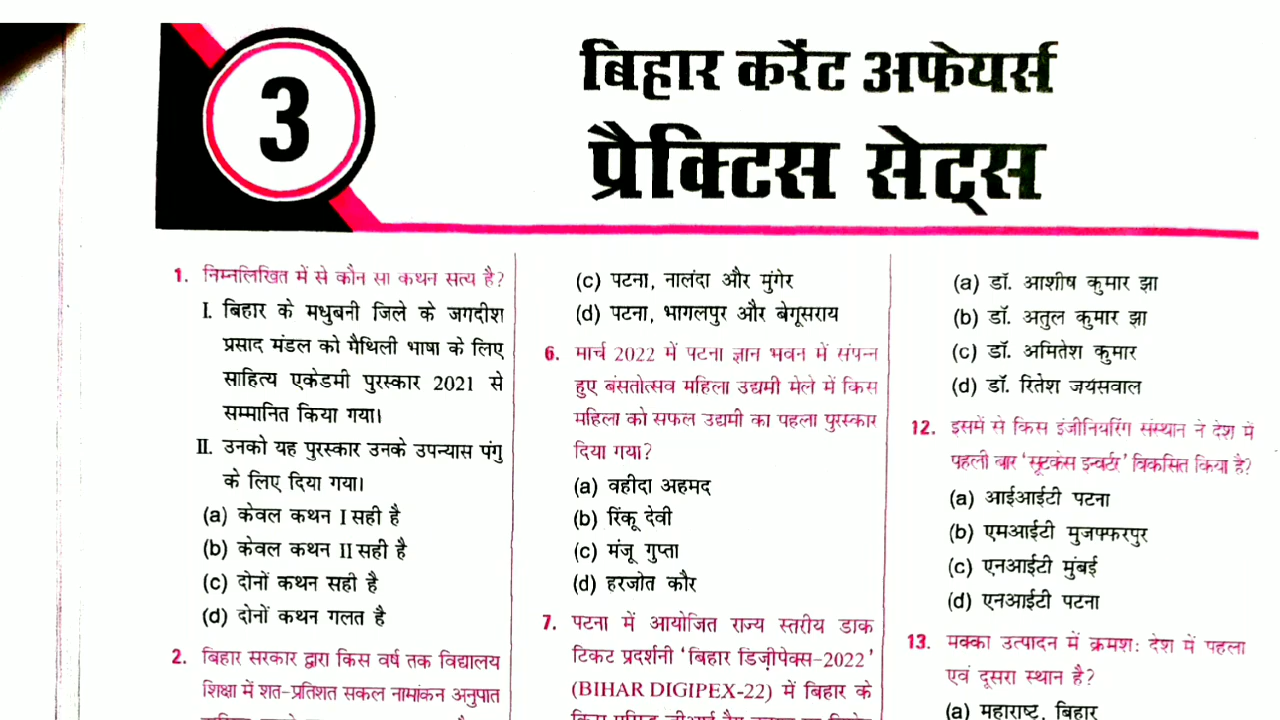 3
बिहार करेंट अफेयर्स
प्रैक्टिस सेट्स
1. निम्नलिखित में से कौन सा कथन सत्य है?
I. बिहार के मधुबनी जिले के जगदीश
प्रसाद मंडल को मैथिली भाषा के लिए
साहित्य एकेडमी पुरस्कार 2021 से
सम्मानित किया गया।
II. उनको यह पुरस्कार उनके उपन्यास पंगु
के लिए दिया गया।
(a) केवल कथन I सही है
(b) केवल कथन II सही है
(c) दोनों कथन सही है
(d) दोनों कथन गलत है
2. बिहार सरकार द्वारा किस वर्ष तक विद्यालय
शिक्षा में शत-प्रतिशत सकल नामांकन अनुपात
(c) पटना, नालंदा और मुंगेर
(d) पटना, भागलपुर और बेगूसराय
6. मार्च 2022 में पटना ज्ञान भवन में संपन्न
हुए बंसतोत्सव महिला उद्यमी मेले में किस
महिला को सफल उद्यमी का पहला पुरस्कार
दिया गया?
(a) वहीदा अहमद
(b) रिंकू देवी
(c) मंजू गुप्ता
(d) हरजोत कौर
7. पटना में आयोजित राज्य स्तरीय डाक
टिकट प्रदर्शनी 'बिहार डिज़ीपेक्स-2022'
(BIHAR DIGIPEX-22) में बिहार के
(a) डॉ. आशीष कुमार झा
(b) डॉ. अतुल कुमार झा
(c) डॉ. अमितेश कुमार
(d) डॉ. रितेश जयसवाल
12. इसमें से किस इंजीनियरिंग संस्थान ने देश में
पहली बार 'सूटकेस इन्वर्टर' विकसित किया है?
(a) आईआईटी पटना
(b) एमआईटी मुजफ्फरपुर
(c) एनआईटी मुंबई
(d) एनआईटी पटना
13. मक्का उत्पादन में क्रमश: देश में पहला
एवं दूसरा स्थान है?
(a) महाराष्ट्र, बिहार